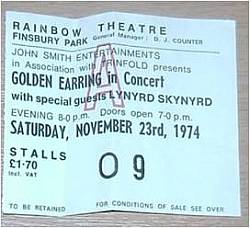 RAINBOW THEATRE
FINSBURY PARK General Manager: D. J. COUNTER
JOHN SMITH ENTERTAINMENTS
in Association with FINFOLD presents
GOLDEN EARRING in Concert
with special guests LYNYRD SKYNYRD
EVENING 8-0 p.m. Doors open 7-0 p.m.
SATURDAY, NOVEMBER 23rd, 1974
STALLS
£1·70
incl. VAT
O 9
A
TO BE RETAINED FOR CONDITIONS OF SALE SEE OVER